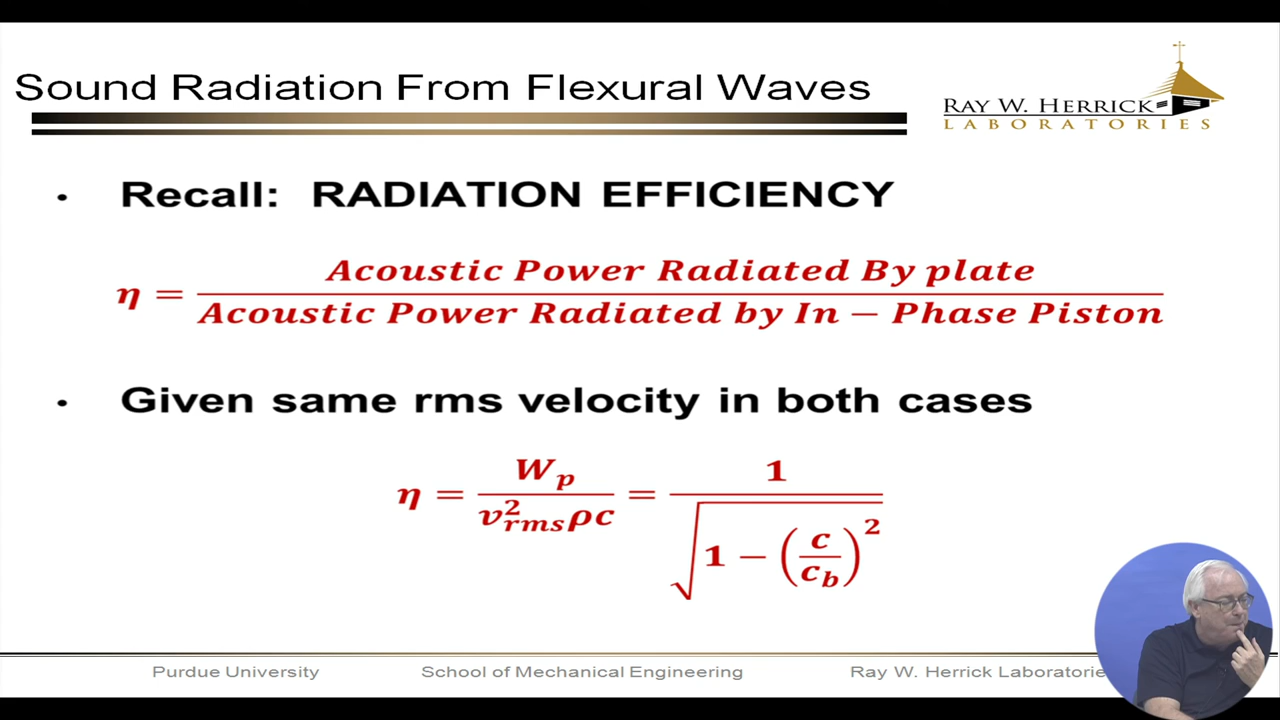 Sound Radiation From Flexural Waves
RAY W. HERRICK
LABORATORIES
• Recall: RADIATION EFFICIENCY
η = Acoustic Power Radiated By plate / Acoustic Power Radiated by In − Phase Piston
• Given same rms velocity in both cases
η = W_p / v²_rms ρc = 1 / √(1 − (c/c_b)²)
Purdue University School of Mechanical Engineering Ray W. Herrick Laboratorie